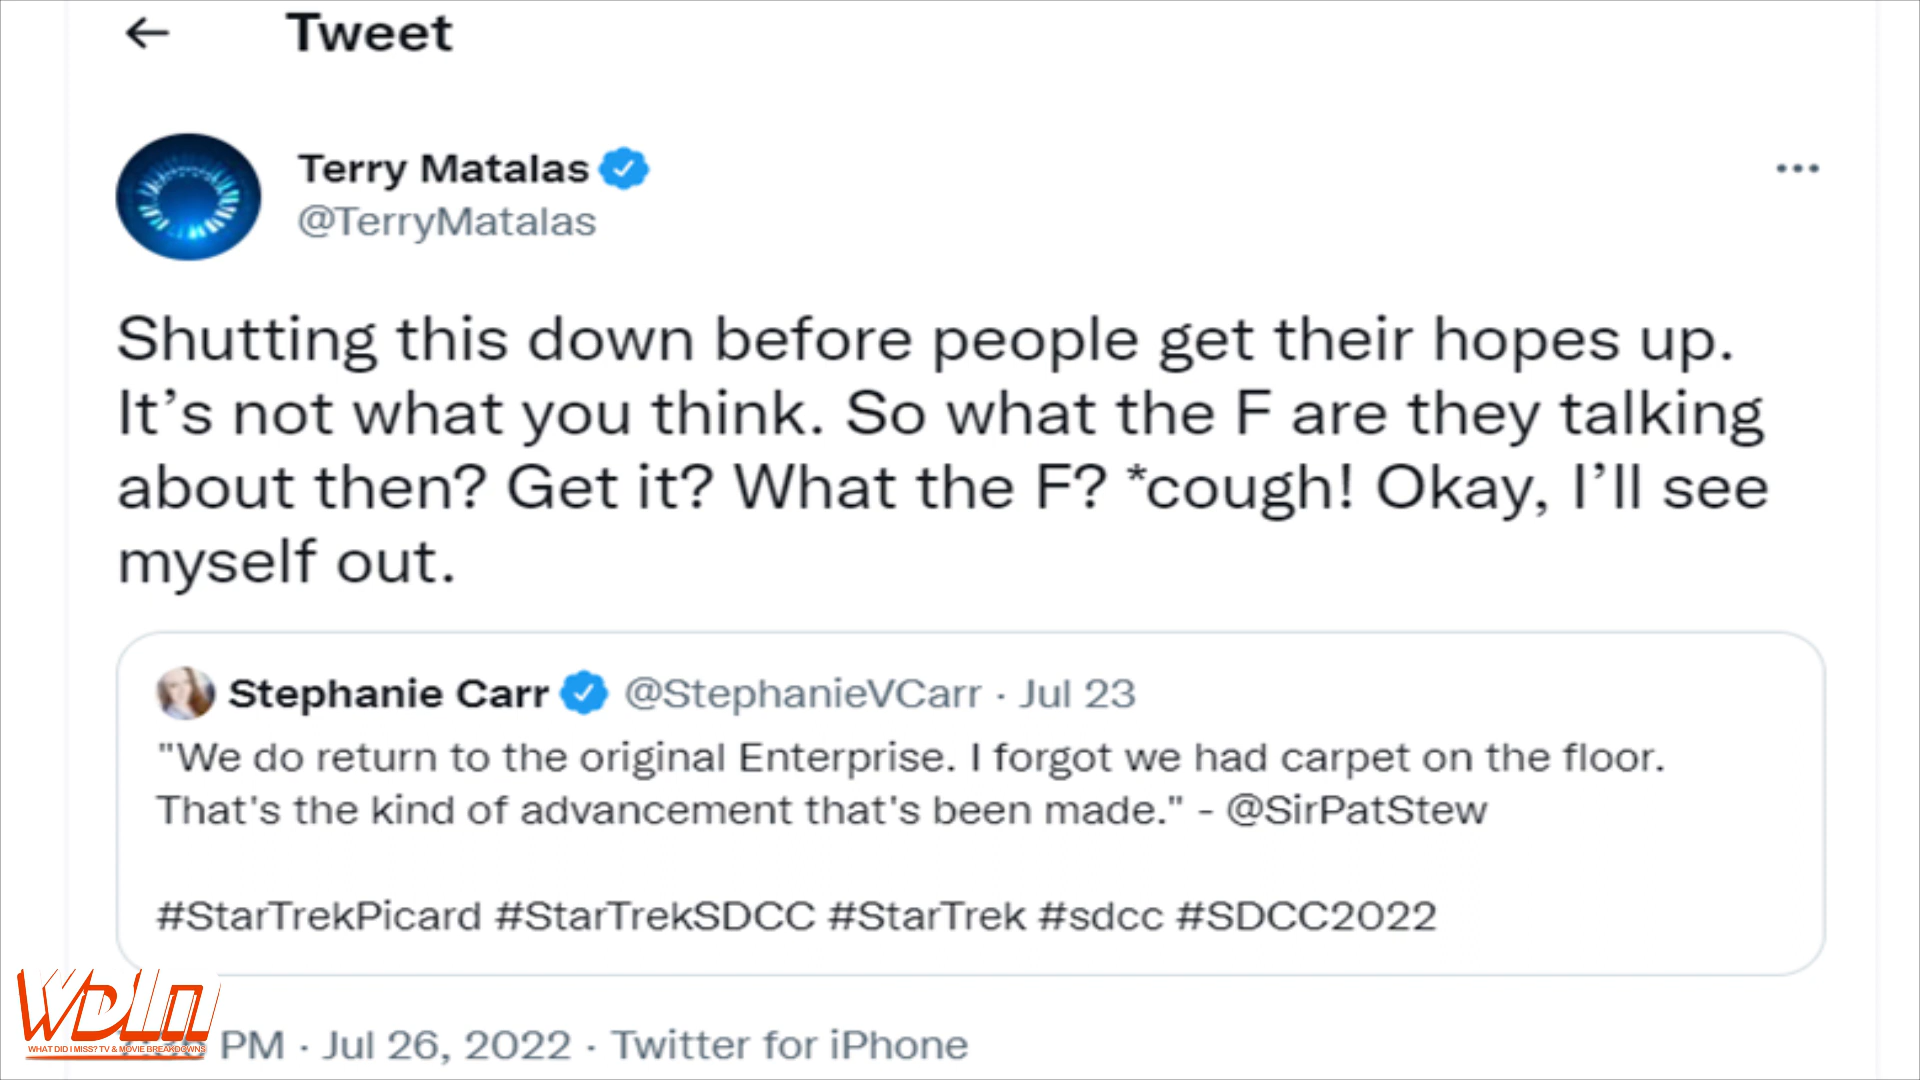 Tweet
Terry Matalas
@TerryMatalas
Shutting this down before people get their hopes up.
It’s not what you think. So what the F are they talking
about then? Get it? What the F? *cough! Okay, I’ll see
myself out.
Stephanie Carr @StephanieVCarr · Jul 23
"We do return to the original Enterprise. I forgot we had carpet on the floor.
That's the kind of advancement that's been made." - @SirPatStew
#StarTrekPicard #StarTrekSDCC #StarTrek #sdcc #SDCC2022
WDIM
WHAT DID I MISS? TV & MOVIE BREAKDOWNS
PM · Jul 26, 2022 · Twitter for iPhone